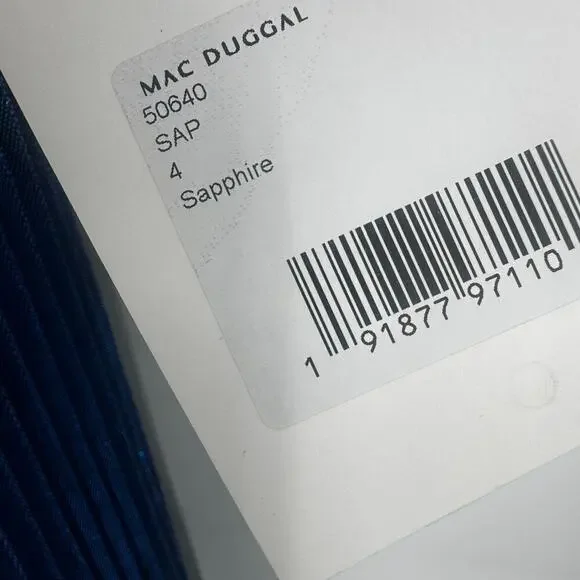 MAC DUGGAL
50640
SAP
4
Sapphire
1 91877 97110